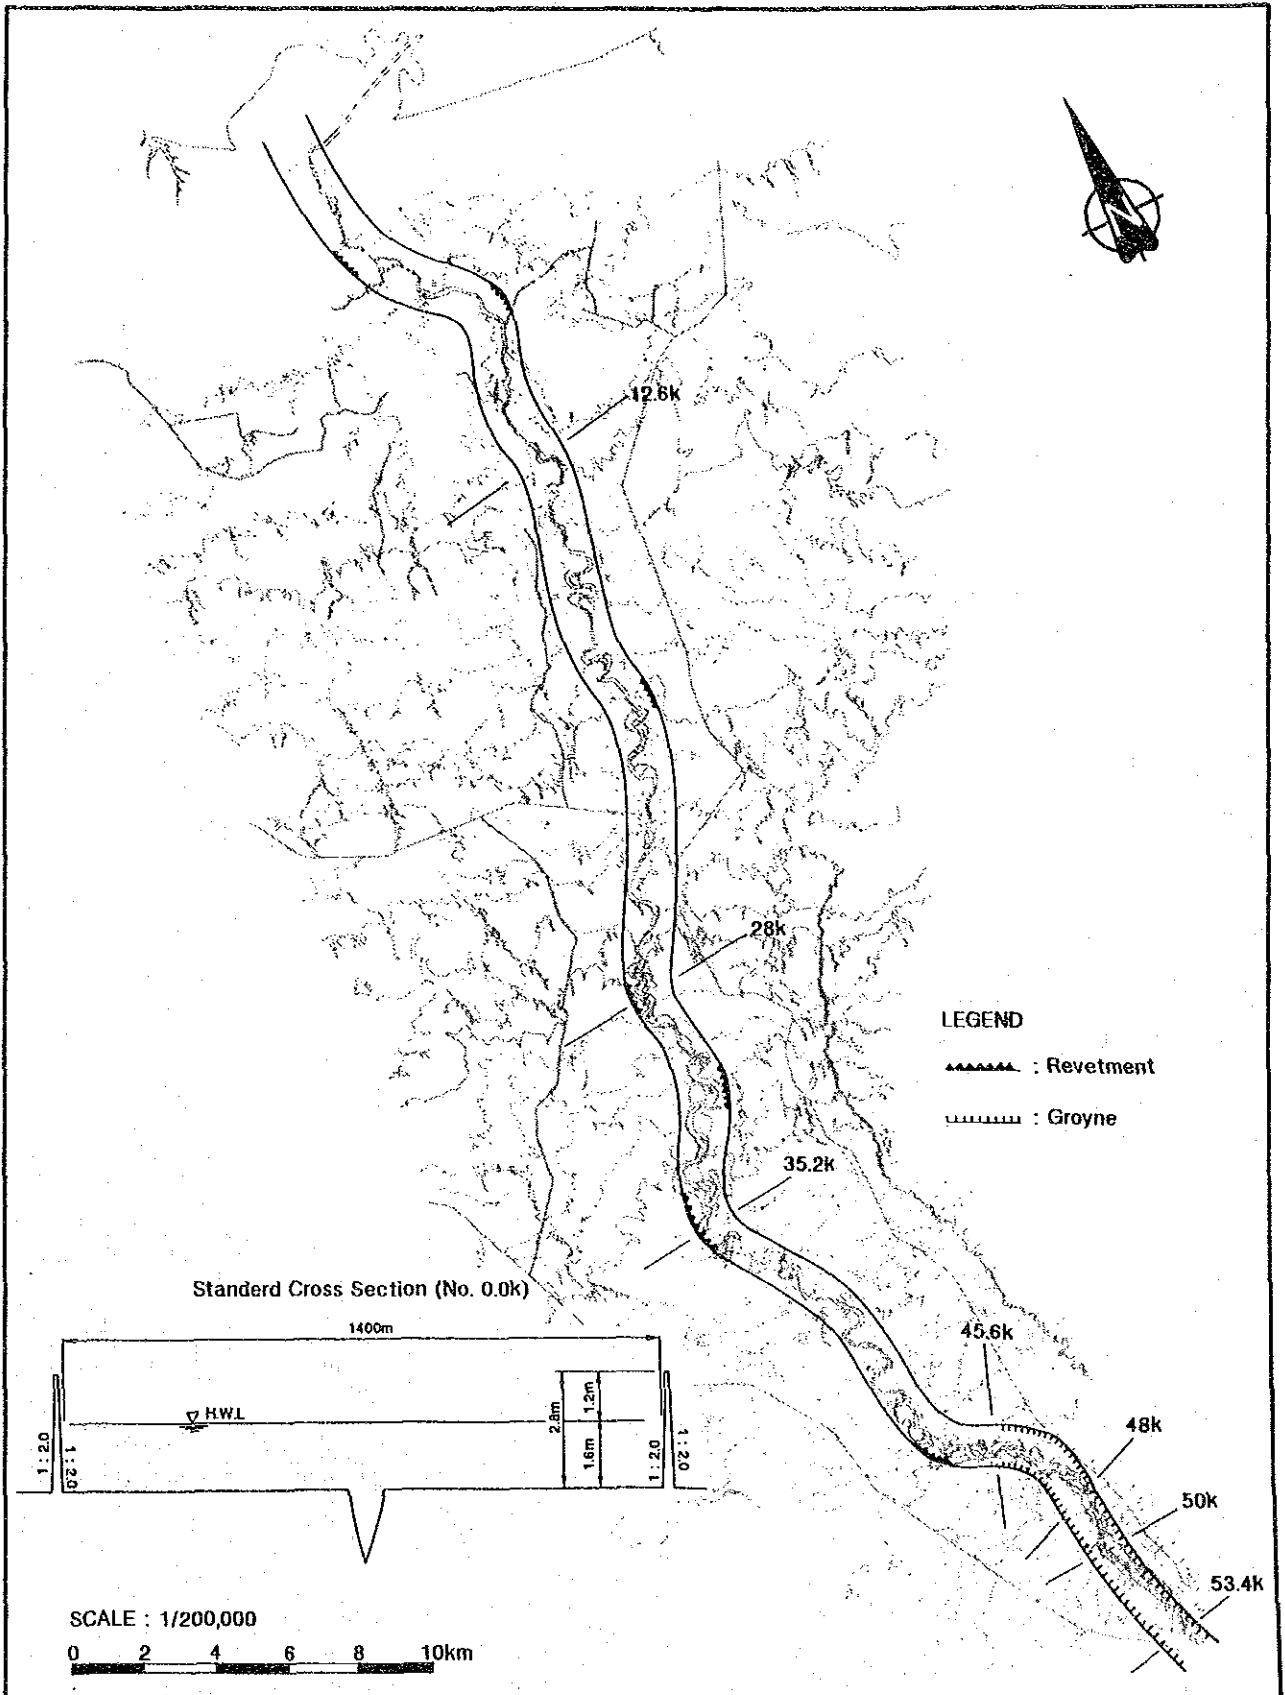 12.6k
28k
LEGEND
: Revetment
: Groyne
35.2k
Standerd Cross Section (No. 0.0k)
1400m
45.6k
H.W.L
2.8m
1.2m
1.6m
1 : 2.0
1 : 2.0
1 : 2.0
1 : 2.0
48k
50k
53.4k
SCALE : 1/200,000
0 2 4 6 8 10km